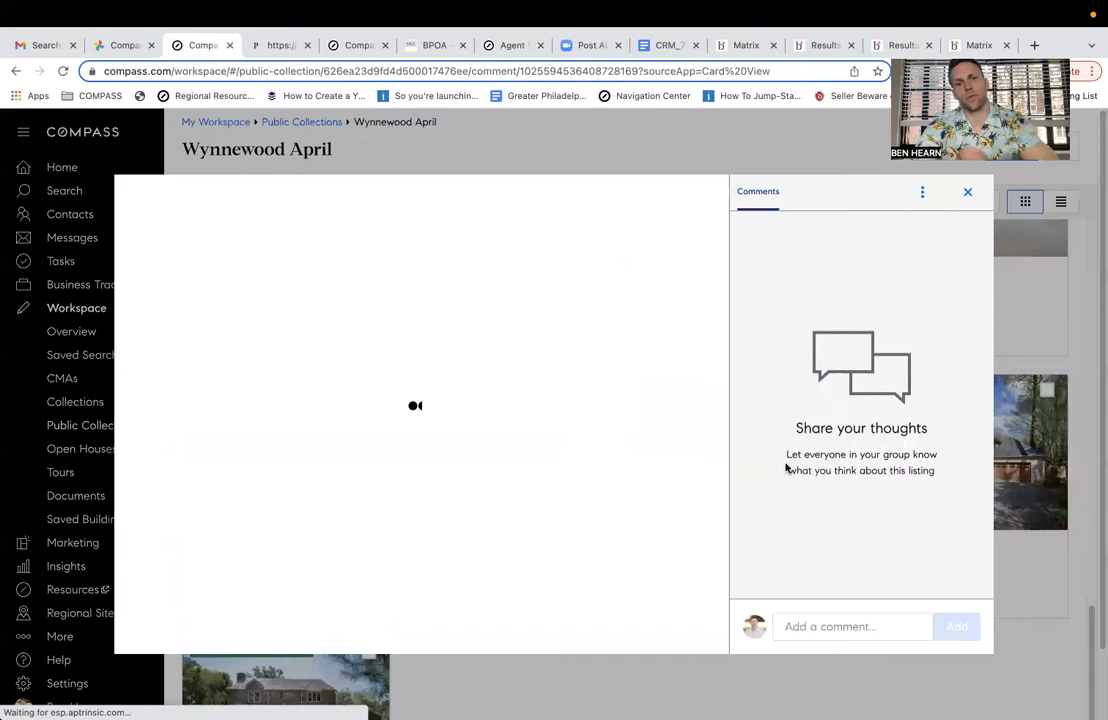 Search
Compa
Compa
https:/
Compa
BPOA -
Agent
Post A
CRM_
Matrix
Results
Results
Matrix
compass.com/workspace/#/public-collection/626ea23d9fd4d500017476ee/comment/1025594536408728169?sourceApp=Card%20View
Apps
COMPASS
Regional Resourc...
How to Create a Y...
So you're launchin...
Greater Philadelp...
Navigation Center
How To Jump-Sta...
Seller Beware
ng List
BEN HEARN
COMPASS
My Workspace
Public Collections
Wynnewood April
Wynnewood April
Home
Search
Contacts
Messages
Tasks
Business Trac
Workspace
Overview
Saved Search
CMAs
Collections
Public Collec
Open Houses
Tours
Documents
Saved Buildin
Marketing
Insights
Resources
Regional Site
More
Help
Settings
Comments
Share your thoughts
Let everyone in your group know
what you think about this listing
Add a comment...
Add
Waiting for esp.aptrinsic.com...